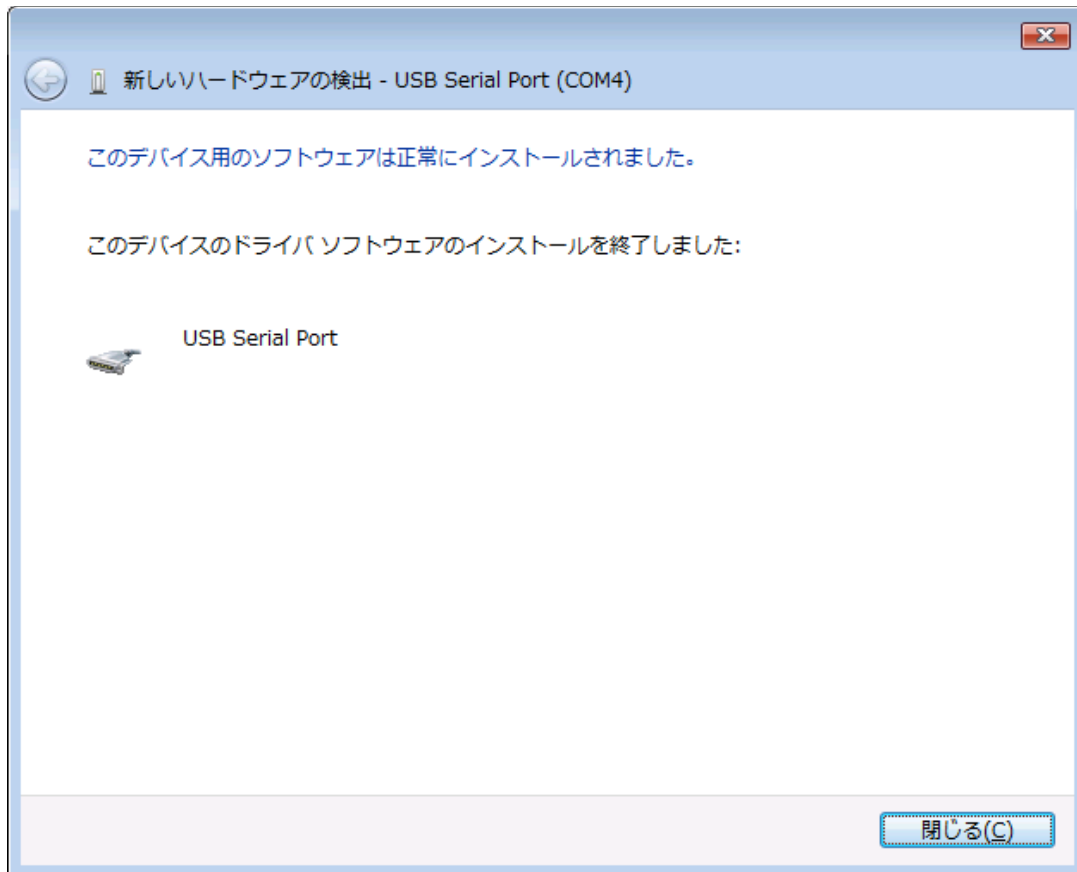 新しいハードウェアの検出 - USB Serial Port (COM4)
このデバイス用のソフトウェアは正常にインストールされました。
このデバイスのドライバ ソフトウェアのインストールを終了しました:
USB Serial Port
閉じる(C)